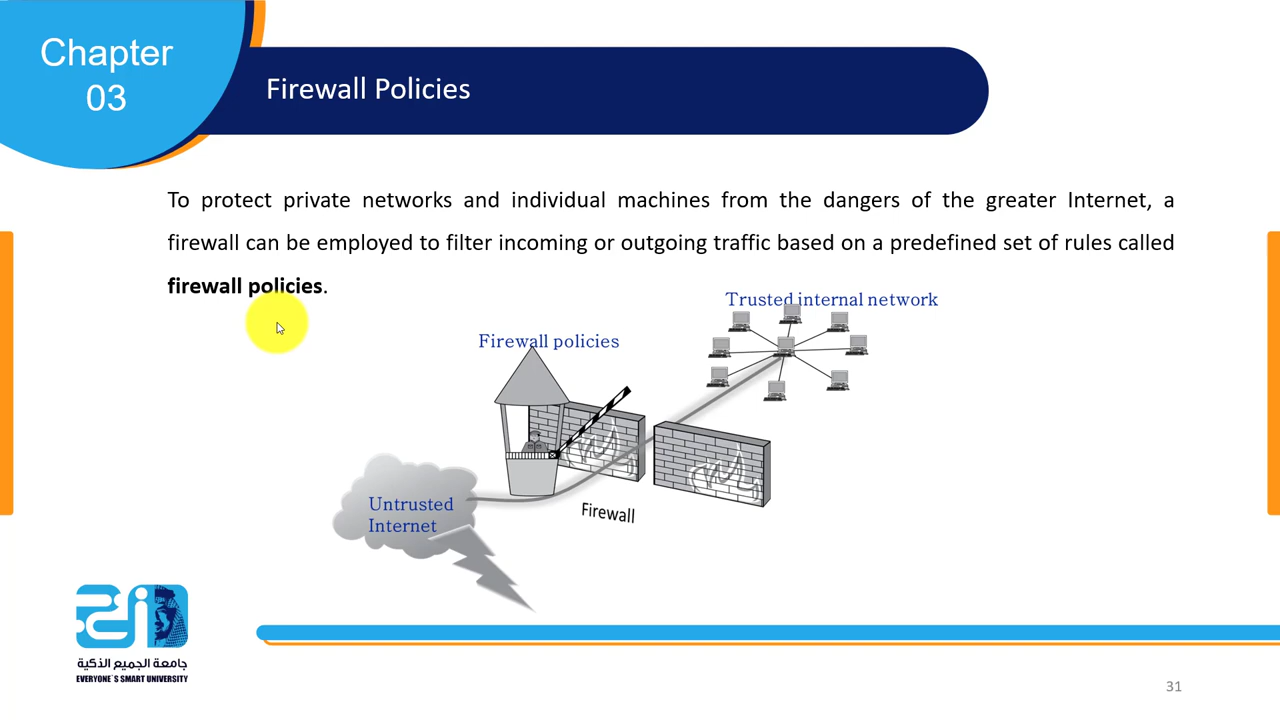 Chapter
03
Firewall Policies
To protect private networks and individual machines from the dangers of the greater Internet, a
firewall can be employed to filter incoming or outgoing traffic based on a predefined set of rules called
firewall policies.
Trusted internal network
Firewall policies
Untrusted
Internet
Firewall
جامعة الجميع الذكية
EVERYONE`S SMART UNIVERSITY
31